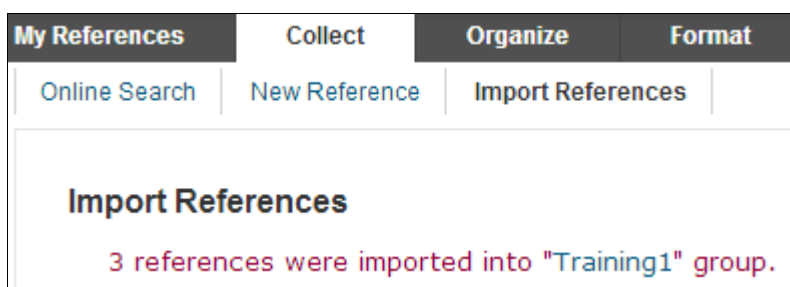 My References Collect Organize Format
Online Search New Reference Import References
Import References
3 references were imported into "Training1" group.